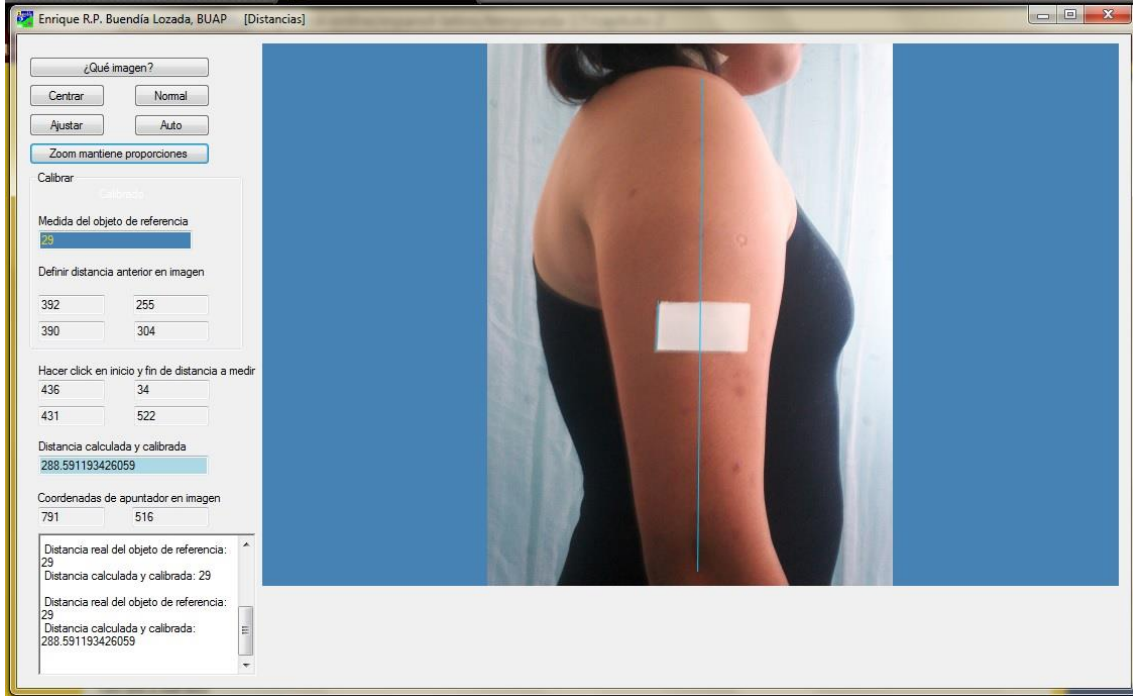 Enrique R.P. Buendía Lozada, BUAP [Distancias]
¿Qué imagen?
Centrar Normal
Ajustar Auto
Zoom mantiene proporciones
Calibrar
Calibrado
Medida del objeto de referencia
29
Definir distancia anterior en imagen
392 255
390 304
Hacer click en inicio y fin de distancia a medir
436 34
431 522
Distancia calculada y calibrada
288.591193426059
Coordenadas de apuntador en imagen
791 516
Distancia real del objeto de referencia:
29
Distancia calculada y calibrada: 29
Distancia real del objeto de referencia:
29
Distancia calculada y calibrada:
288.591193426059